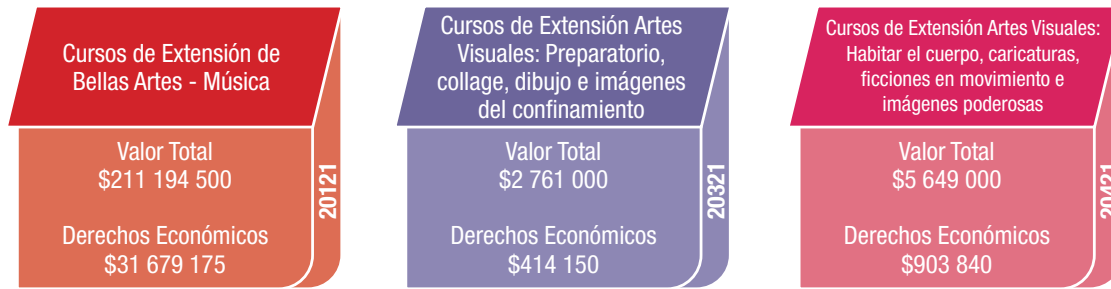 Cursos de Extensión de
Bellas Artes - Música
Valor Total
$211 194 500
Derechos Económicos
$31 679 175
20121
Cursos de Extensión Artes
Visuales: Preparatorio,
collage, dibujo e imágenes
del confinamiento
Valor Total
$2 761 000
Derechos Económicos
$414 150
20321
Cursos de Extensión Artes Visuales:
Habitar el cuerpo, caricaturas,
ficciones en movimiento e
imágenes poderosas
Valor Total
$5 649 000
Derechos Económicos
$903 840
20421